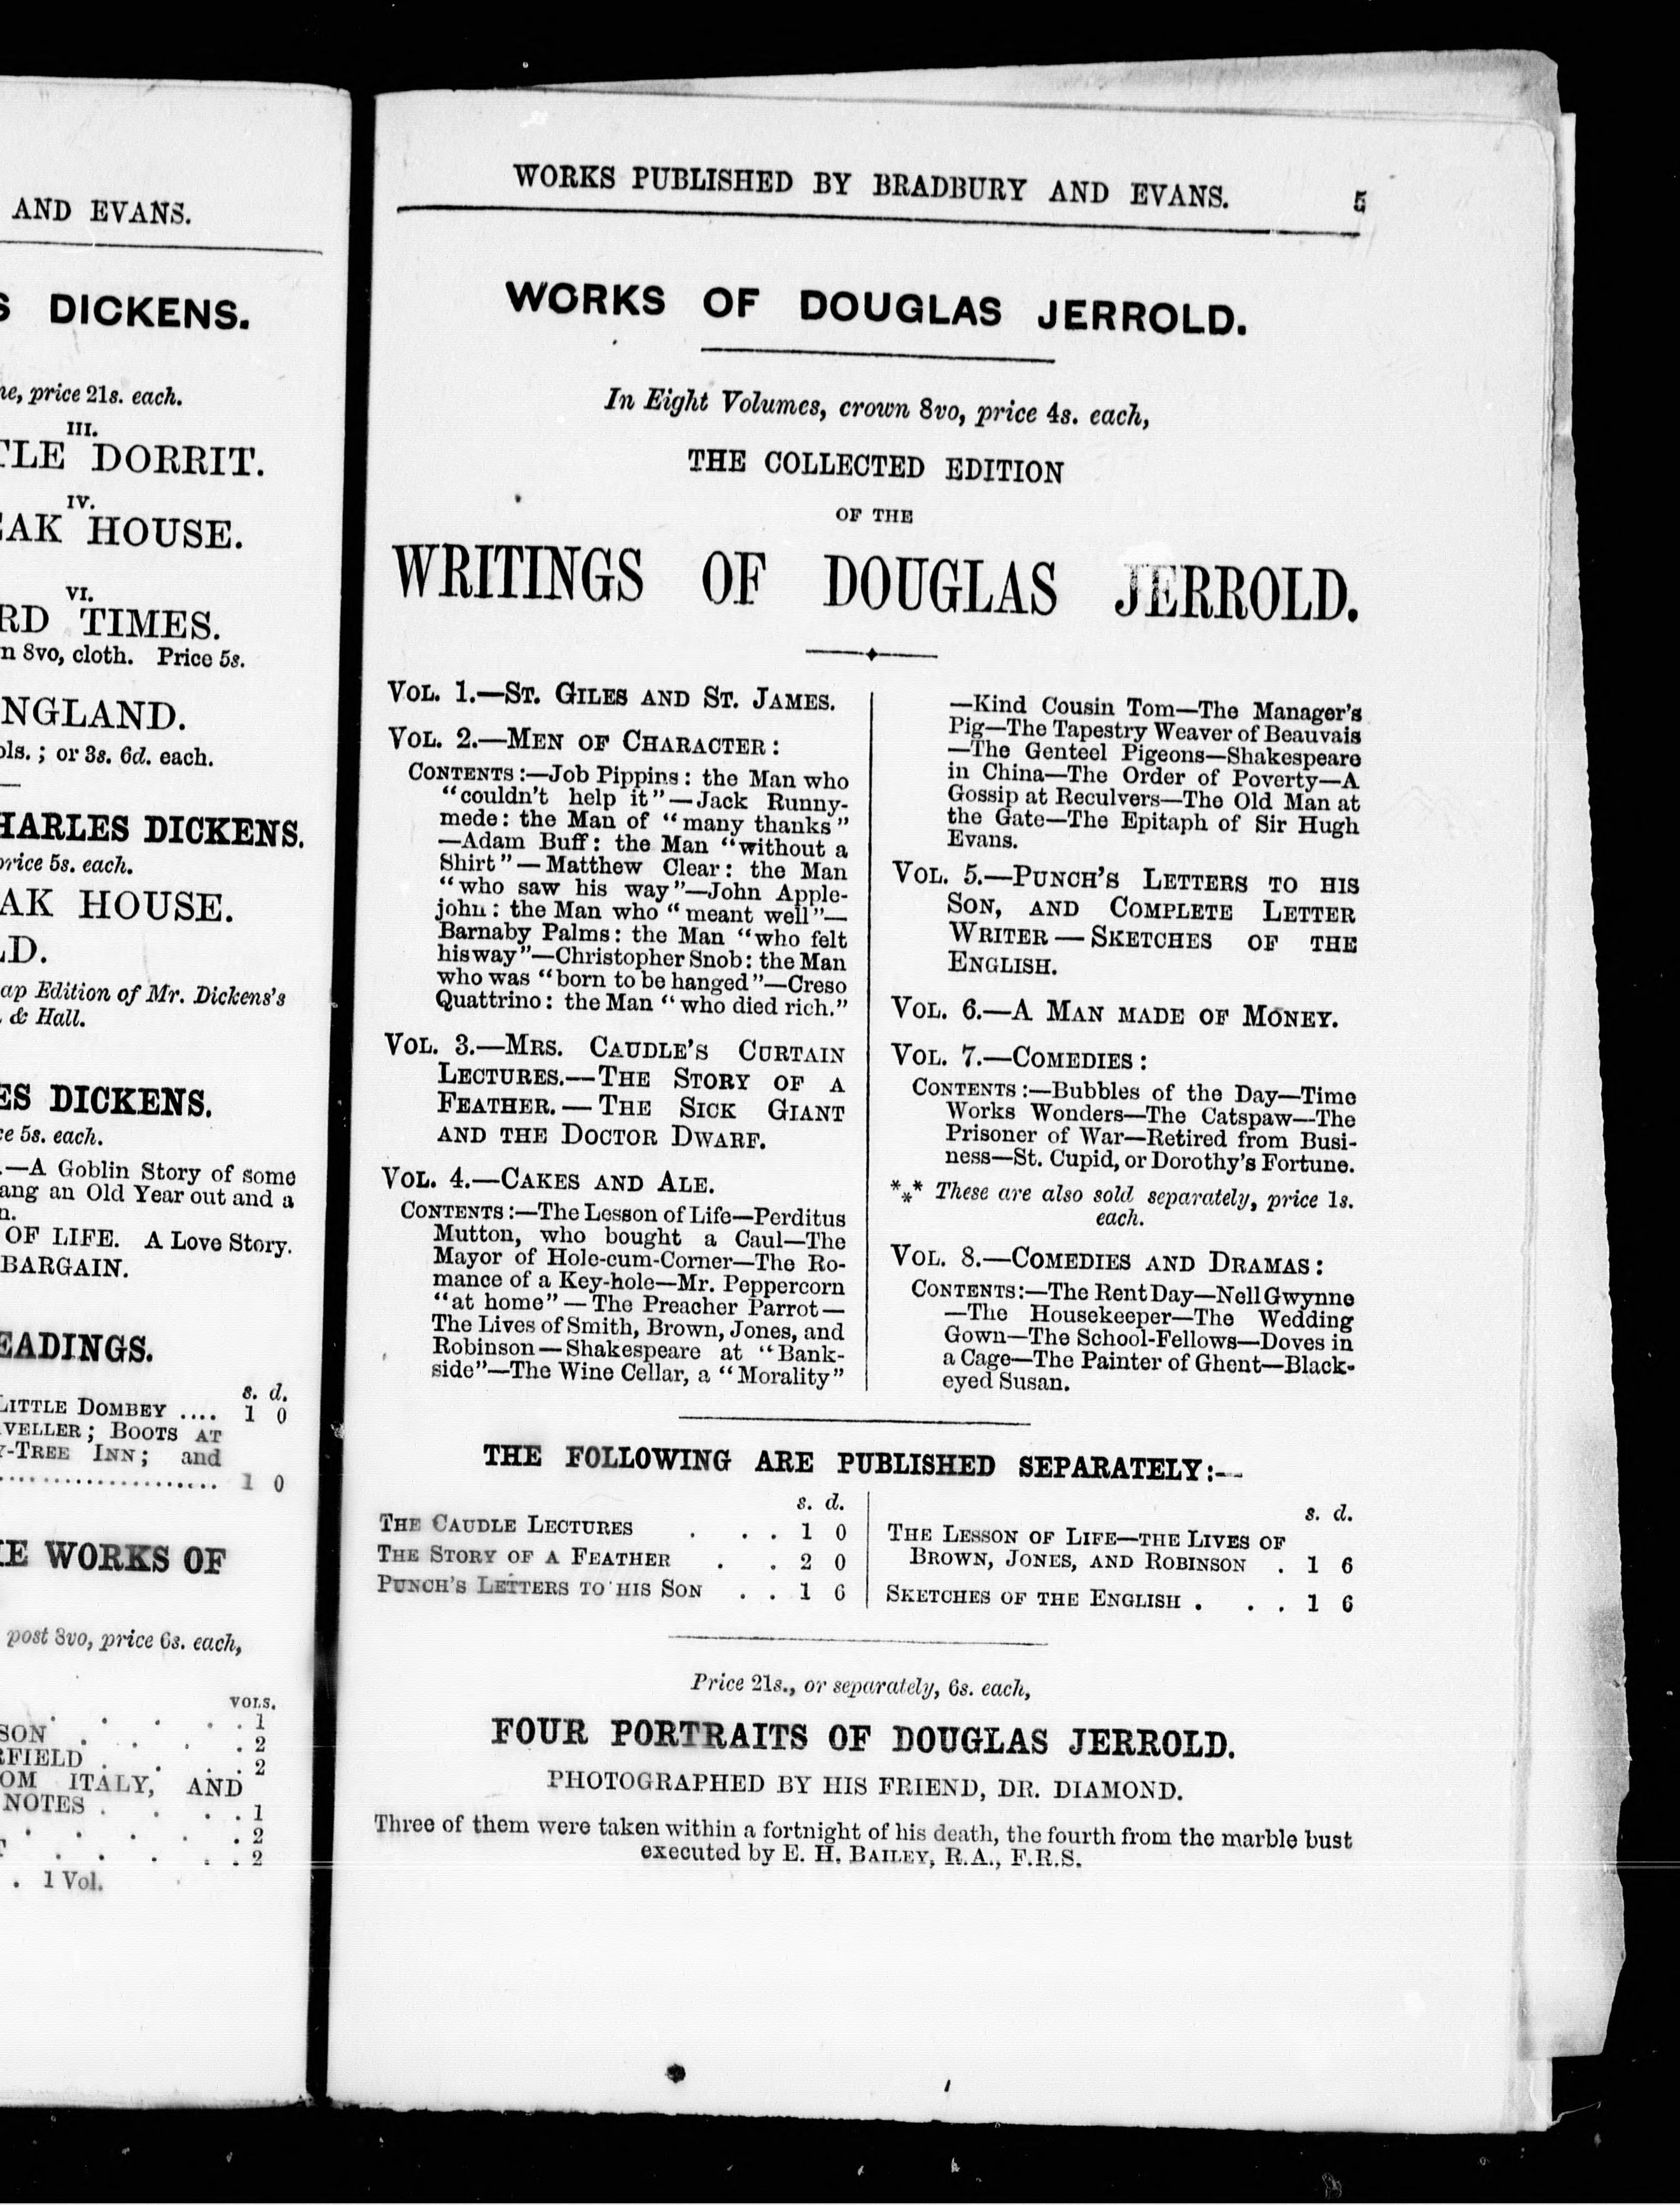 AND EVANS.
DICKENS.
price 21s. each.
III.
DORRIT.
IV.
HOUSE.
VI.
TIMES.
8vo, cloth. Price 5s.
or 3s. 6d. each.
DICKENS.
5s. each.
HOUSE.
Edition of Mr. Dickens's
& Hall.
DICKENS.
5s. each.
—A Goblin Story of some
an Old Year out and a
OF LIFE. A Love Story.
BARGAIN.
s. d.
LITTLE DOMBEY .... 1 0
BOOTS AT
INN; and
1 0
WORKS OF
post 8vo, price 6s. each,
VOLS.
. . . . . 1
. . . . 2
. . . . 2
ITALY, AND
NOTES . . . . 1
. . . . 2
. . . . 2
. 1 Vol.
WORKS PUBLISHED BY BRADBURY AND EVANS. 5
WORKS OF DOUGLAS JERROLD.
In Eight Volumes, crown 8vo, price 4s. each,
THE COLLECTED EDITION
OF THE
WRITINGS OF DOUGLAS JERROLD.
VOL. 1.—ST. GILES AND ST. JAMES.
VOL. 2.—MEN OF CHARACTER:
CONTENTS:—Job Pippins: the Man who
"couldn't help it"—Jack Runny-
mede: the Man of "many thanks"
—Adam Buff: the Man "without a
Shirt"—Matthew Clear: the Man
"who saw his way"—John Apple-
john: the Man who "meant well"—
Barnaby Palms: the Man "who felt
his way"—Christopher Snob: the Man
who was "born to be hanged"—Creso
Quattrino: the Man "who died rich."
VOL. 3.—MRS. CAUDLE'S CURTAIN
LECTURES.—THE STORY OF A
FEATHER.—THE SICK GIANT
AND THE DOCTOR DWARF.
VOL. 4.—CAKES AND ALE.
CONTENTS:—The Lesson of Life—Perditus
Mutton, who bought a Caul—The
Mayor of Hole-cum-Corner—The Ro-
mance of a Key-hole—Mr. Peppercorn
"at home"—The Preacher Parrot—
The Lives of Smith, Brown, Jones, and
Robinson—Shakespeare at "Bank-
side"—The Wine Cellar, a "Morality"
—Kind Cousin Tom—The Manager's
Pig—The Tapestry Weaver of Beauvais
—The Genteel Pigeons—Shakespeare
in China—The Order of Poverty—A
Gossip at Reculvers—The Old Man at
the Gate—The Epitaph of Sir Hugh
Evans.
VOL. 5.—PUNCH'S LETTERS TO HIS
SON, AND COMPLETE LETTER
WRITER—SKETCHES OF THE
ENGLISH.
VOL. 6.—A MAN MADE OF MONEY.
VOL. 7.—COMEDIES:
CONTENTS:—Bubbles of the Day—Time
Works Wonders—The Catspaw—The
Prisoner of War—Retired from Busi-
ness—St. Cupid, or Dorothy's Fortune.
*⁎* These are also sold separately, price 1s.
each.
VOL. 8.—COMEDIES AND DRAMAS:
CONTENTS:—The Rent Day—Nell Gwynne
—The Housekeeper—The Wedding
Gown—The School-Fellows—Doves in
a Cage—The Painter of Ghent—Black-
eyed Susan.
THE FOLLOWING ARE PUBLISHED SEPARATELY:—
s. d.
THE CAUDLE LECTURES . . . 1 0
THE STORY OF A FEATHER . . 2 0
PUNCH'S LETTERS TO HIS SON . . 1 6
s. d.
THE LESSON OF LIFE—THE LIVES OF
BROWN, JONES, AND ROBINSON . 1 6
SKETCHES OF THE ENGLISH . . . 1 6
Price 21s., or separately, 6s. each,
FOUR PORTRAITS OF DOUGLAS JERROLD.
PHOTOGRAPHED BY HIS FRIEND, DR. DIAMOND.
Three of them were taken within a fortnight of his death, the fourth from the marble bust
executed by E. H. BAILEY, R.A., F.R.S.